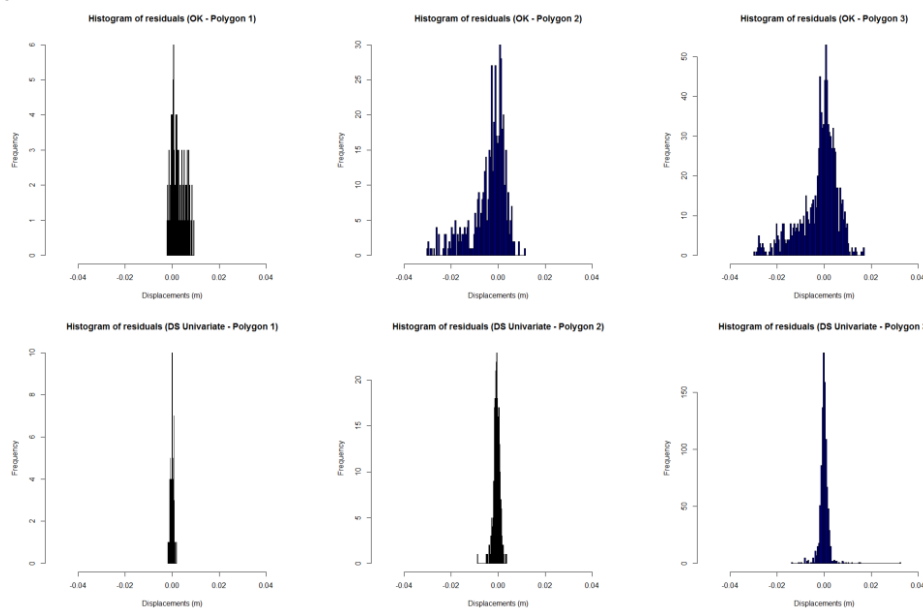 Histogram of residuals (OK - Polygon 1)
Frequency
0 1 2 3 4 5 6
-0.04 -0.02 0.00 0.02 0.04
Displacements (m)
Histogram of residuals (OK - Polygon 2)
Frequency
0 5 10 15 20 25 30
-0.04 -0.02 0.00 0.02 0.04
Displacements (m)
Histogram of residuals (OK - Polygon 3)
Frequency
0 10 20 30 40 50
-0.04 -0.02 0.00 0.02 0.04
Displacements (m)
Histogram of residuals (DS Univariate - Polygon 1)
Frequency
0 2 4 6 8 10
-0.04 -0.02 0.00 0.02 0.04
Displacements (m)
Histogram of residuals (DS Univariate - Polygon 2)
Frequency
0 5 10 15 20
-0.04 -0.02 0.00 0.02 0.04
Displacements (m)
Histogram of residuals (DS Univariate - Polygon
Frequency
0 50 100 150
-0.04 -0.02 0.00 0.02 0.04
Displacements (m)